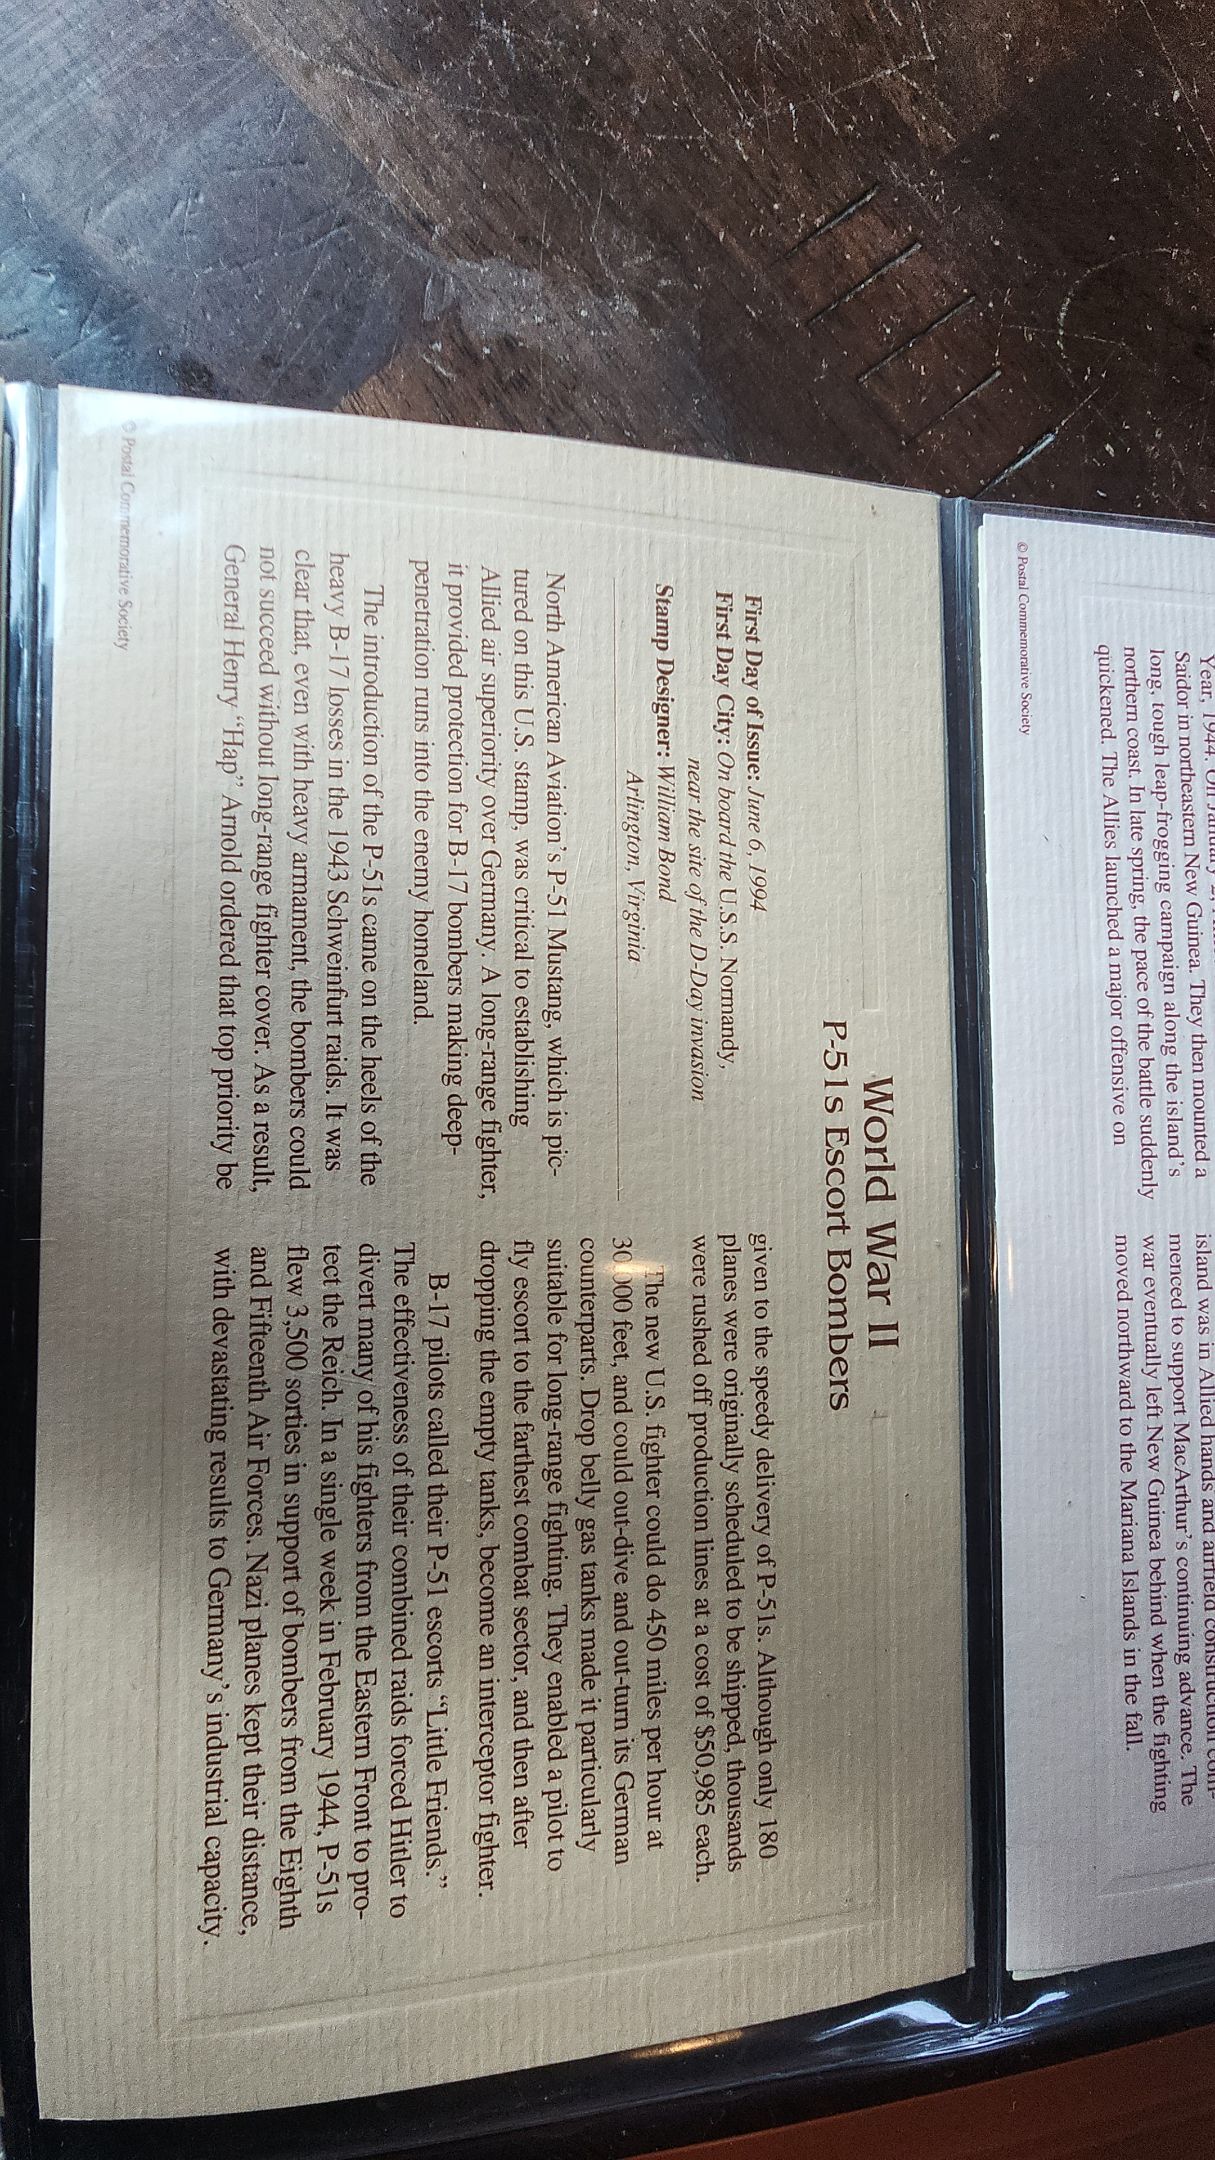 Saidor in northeastern New Guinea. They then mounted a
long, tough leap-frogging campaign along the island's
northern coast. In late spring, the pace of the battle suddenly
quickened. The Allies launched a major offensive on
island was in Allied hands and airfield construction com-
menced to support MacArthur's continuing advance. The
war eventually left New Guinea behind when the fighting
moved northward to the Mariana Islands in the fall.
© Postal Commemorative Society
World War II
P-51s Escort Bombers
First Day of Issue: June 6, 1994
First Day City: On board the U.S.S. Normandy,
near the site of the D-Day invasion
Stamp Designer: William Bond
Arlington, Virginia
North American Aviation's P-51 Mustang, which is pic-
tured on this U.S. stamp, was critical to establishing
Allied air superiority over Germany. A long-range fighter,
it provided protection for B-17 bombers making deep-
penetration runs into the enemy homeland.
The introduction of the P-51s came on the heels of the
heavy B-17 losses in the 1943 Schweinfurt raids. It was
clear that, even with heavy armament, the bombers could
not succeed without long-range fighter cover. As a result,
General Henry "Hap" Arnold ordered that top priority be
given to the speedy delivery of P-51s. Although only 180
planes were originally scheduled to be shipped, thousands
were rushed off production lines at a cost of $50,985 each.
The new U.S. fighter could do 450 miles per hour at
30,000 feet, and could out-dive and out-turn its German
counterparts. Drop belly gas tanks made it particularly
suitable for long-range fighting. They enabled a pilot to
fly escort to the farthest combat sector, and then after
dropping the empty tanks, become an interceptor fighter.
B-17 pilots called their P-51 escorts "Little Friends."
The effectiveness of their combined raids forced Hitler to
divert many of his fighters from the Eastern Front to pro-
tect the Reich. In a single week in February 1944, P-51s
flew 3,500 sorties in support of bombers from the Eighth
and Fifteenth Air Forces. Nazi planes kept their distance,
with devastating results to Germany's industrial capacity.
© Postal Commemorative Society